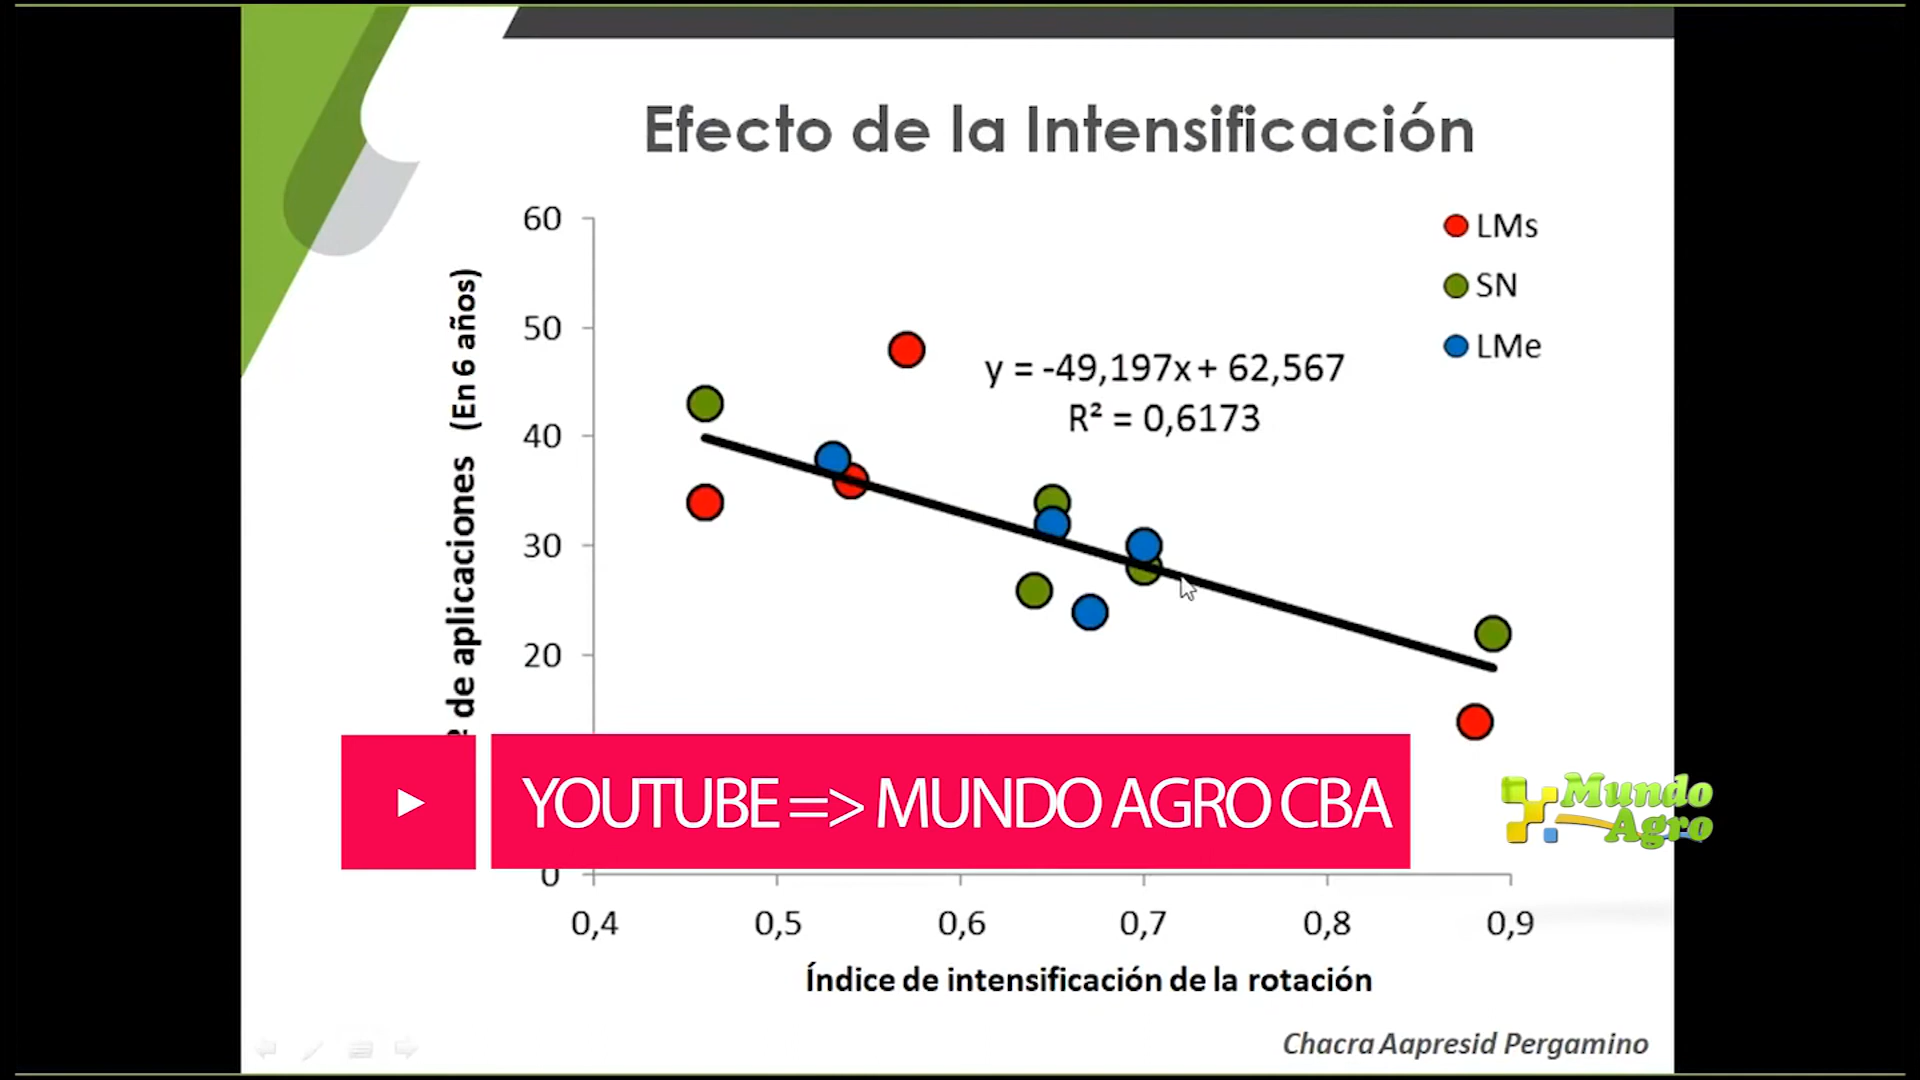 Efecto de la Intensificación
60
50
40
30
20
0
de aplicaciones (En 6 años)
LMs
SN
LMe
y = -49,197x + 62,567
R² = 0,6173
YOUTUBE => MUNDO AGRO CBA
Mundo
Agro
0,4 0,5 0,6 0,7 0,8 0,9
Índice de intensificación de la rotación
Chacra Aapresid Pergamino